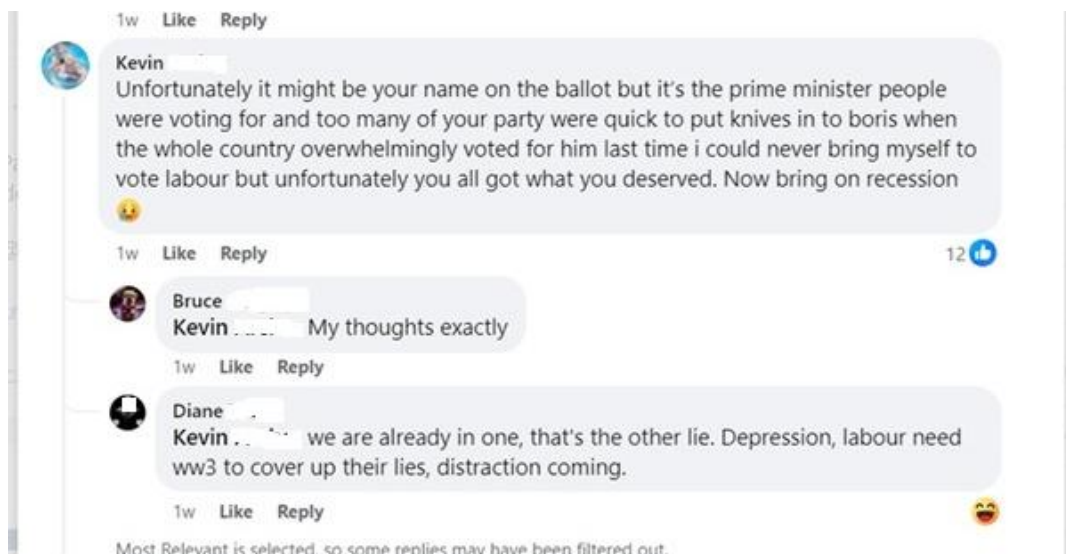 1w Like Reply
Kevin
Unfortunately it might be your name on the ballot but it's the prime minister people
were voting for and too many of your party were quick to put knives in to boris when
the whole country overwhelmingly voted for him last time i could never bring myself to
vote labour but unfortunately you all got what you deserved. Now bring on recession
1w Like Reply 12
Bruce
Kevin My thoughts exactly
1w Like Reply
Diane
Kevin we are already in one, that's the other lie. Depression, labour need
ww3 to cover up their lies, distraction coming.
1w Like Reply
Most Relevant is selected, so some replies may have been filtered out.